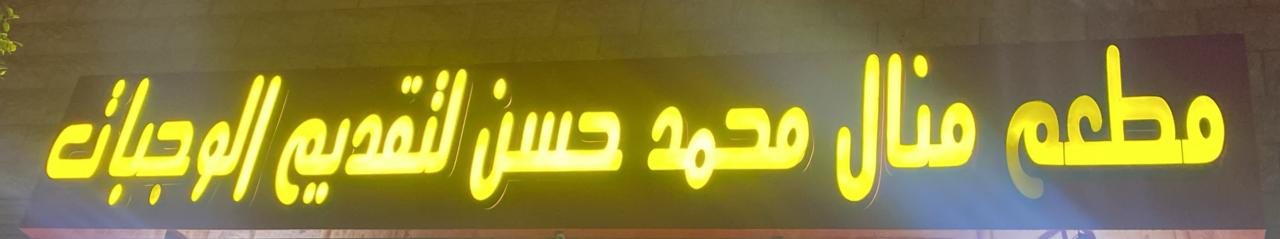 مطعم منال محمد حسن لتقديم الوجبات